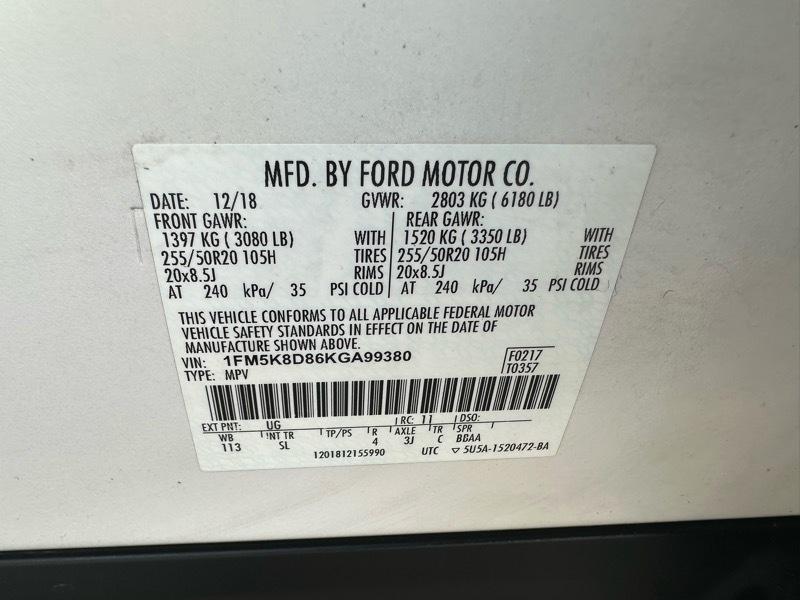 MFD. BY FORD MOTOR CO.
DATE: 12/18 GVWR: 2803 KG ( 6180 LB)
FRONT GAWR: REAR GAWR:
1397 KG ( 3080 LB) WITH 1520 KG ( 3350 LB) WITH
255/50R20 105H TIRES 255/50R20 105H TIRES
20x8.5J RIMS 20x8.5J RIMS
AT 240 kPa/ 35 PSI COLD AT 240 kPa/ 35 PSI COLD
THIS VEHICLE CONFORMS TO ALL APPLICABLE FEDERAL MOTOR
VEHICLE SAFETY STANDARDS IN EFFECT ON THE DATE OF
MANUFACTURE SHOWN ABOVE.
VIN: 1FM5K8D86KGA99380 F0217
TYPE: MPV T0357
EXT PNT: UG RC: 11 DSO:
WB INT TR TP/PS R AXLE TR SPR
113 SL 4 3J C BBAA
1201812155990 UTC ▽ 5U5A-1520472-BA